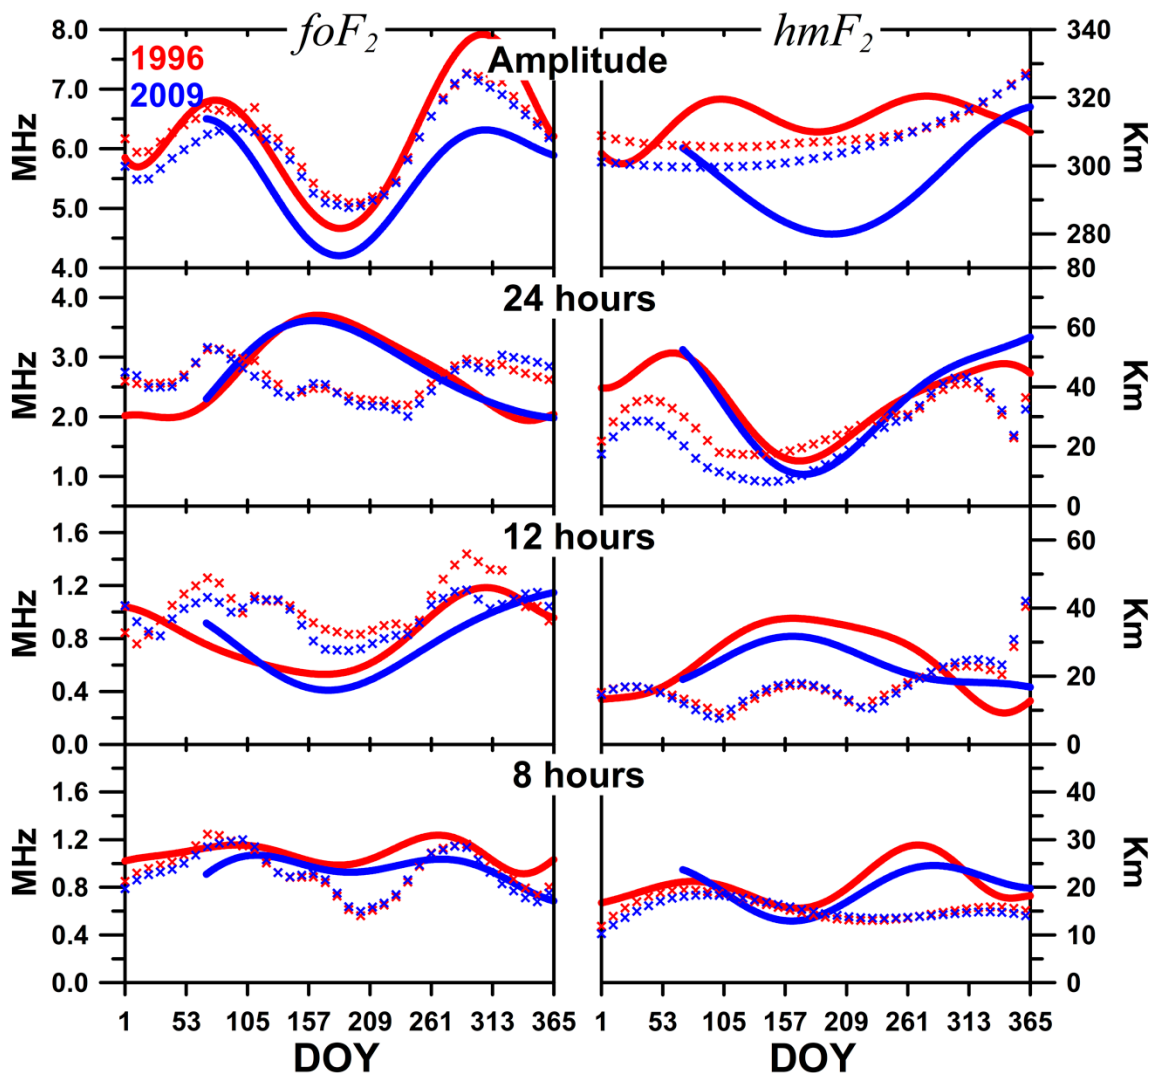 foF2 hmF2
8.0 Amplitude 340
1996
2009
7.0 320
MHz 6.0 300 Km
5.0 280
4.0 80
24 hours
4.0 60
MHz 3.0 40 Km
2.0 20
1.0 0
12 hours
1.6 60
MHz 1.2 40 Km
0.8 20
0.4
0.0 0
8 hours
1.6 40
MHz 1.2 30 Km
0.8 20
0.4 10
0.0 0
1 53 105 157 209 261 313 365 1 53 105 157 209 261 313 365
DOY DOY